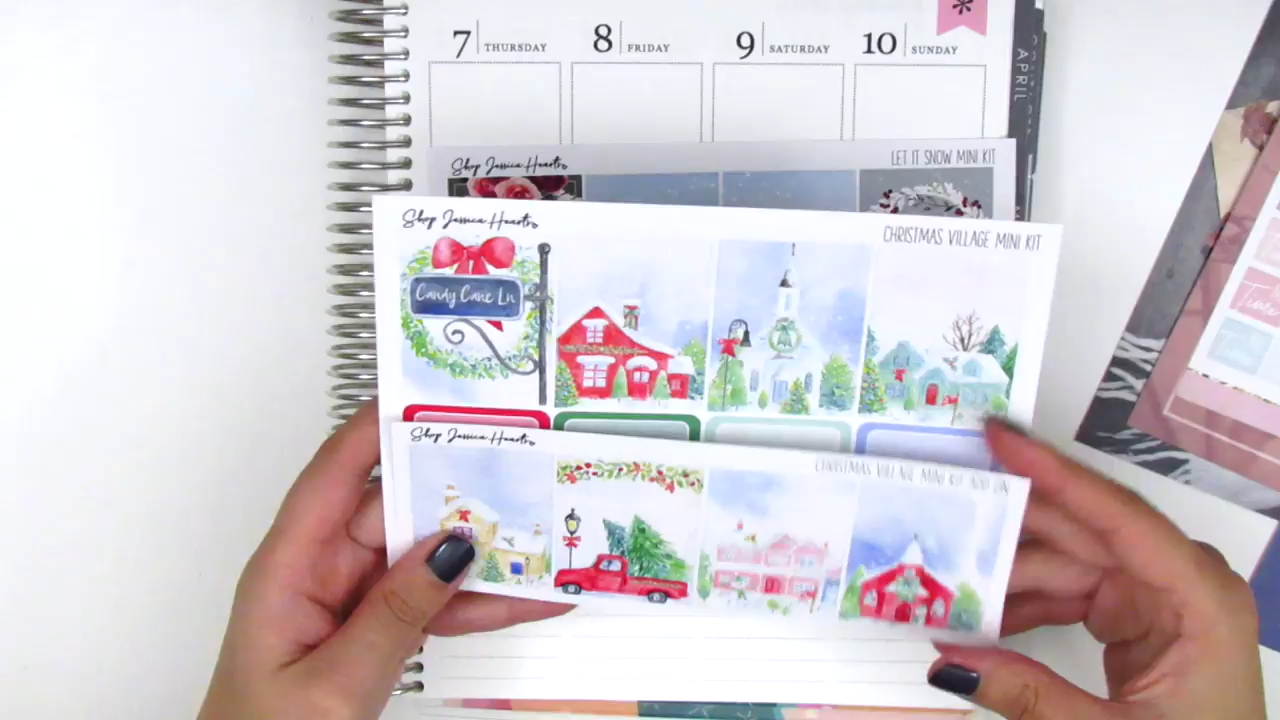 7 THURSDAY
8 FRIDAY
9 SATURDAY
10 SUNDAY
*
APRIL
Shop Jessica Hearts
LET IT SNOW MINI KIT
Shop Jessica Hearts
CHRISTMAS VILLAGE MINI KIT
Candy Cane Ln
Shop Jessica Hearts
CHRISTMAS VILLAGE MINI KIT ADD ON